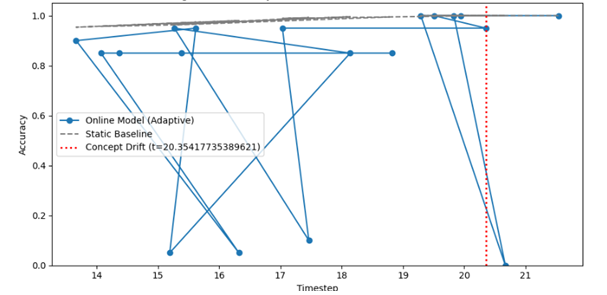 1.0
0.8
0.6
0.4
0.2
0.0
Accuracy
Online Model (Adaptive)
Static Baseline
Concept Drift (t=20.35417735389621)
14 15 16 17 18 19 20 21
Timestep